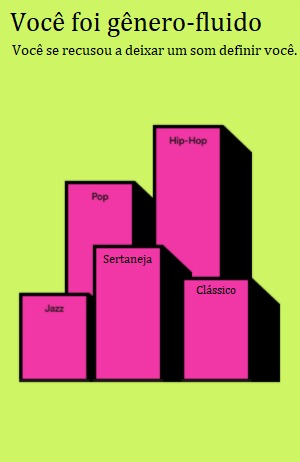 Você foi gênero-fluido
Você se recusou a deixar um som definir você.
Hip-Hop
Pop
Sertaneja
Clássico
Jazz